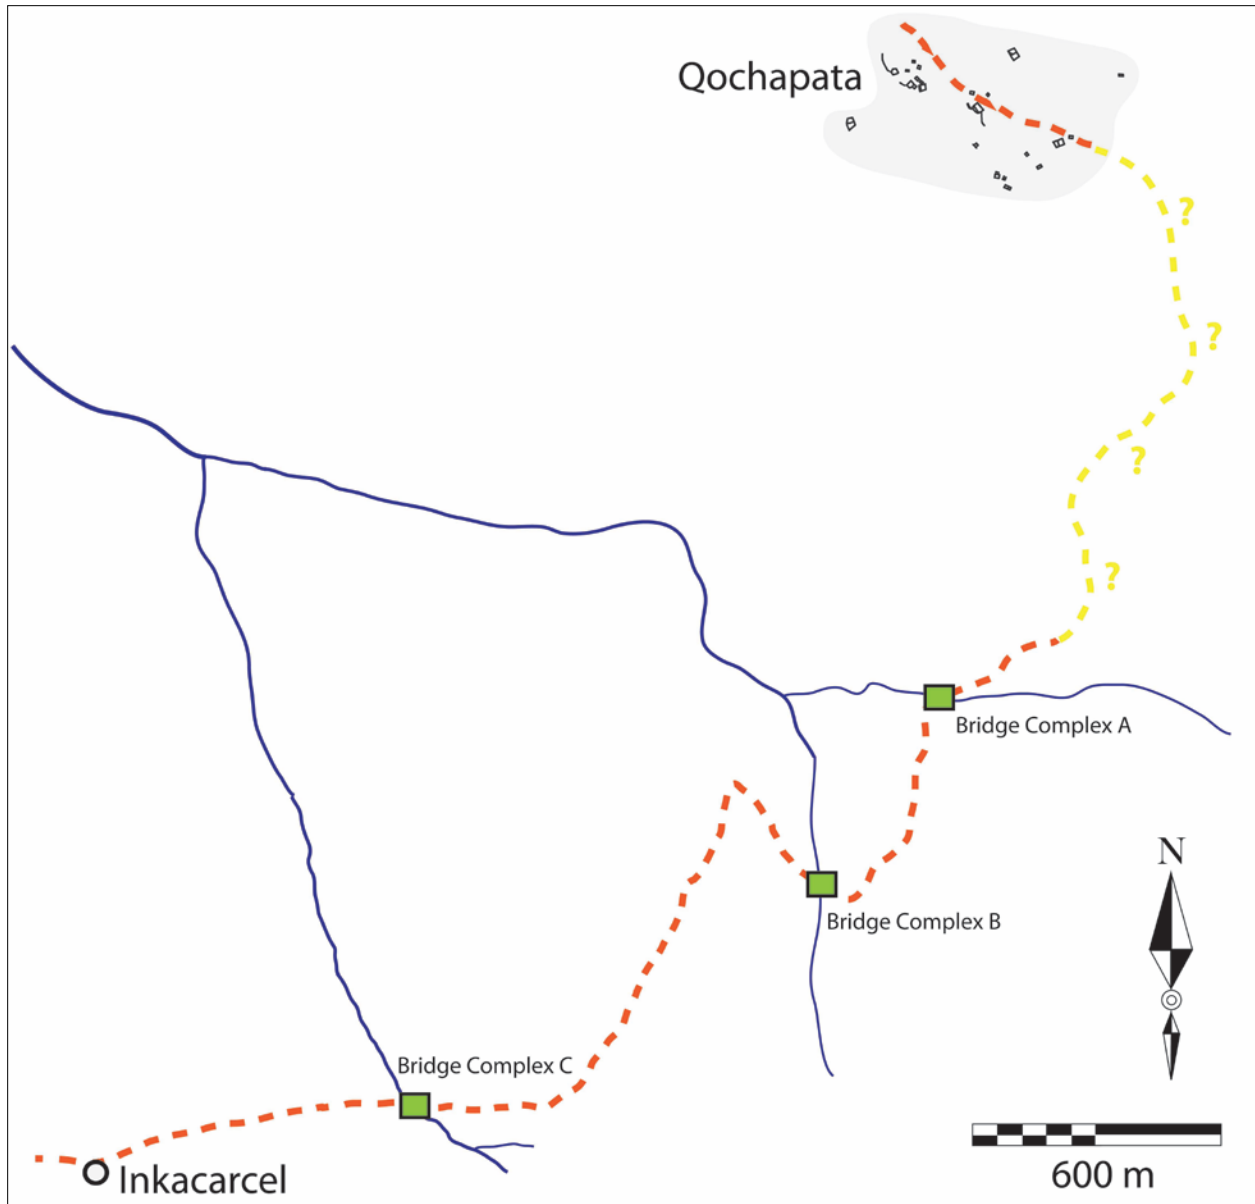 Qochapata
?
?
?
?
Bridge Complex A
N
Bridge Complex B
Bridge Complex C
600 m
Inkacarcel